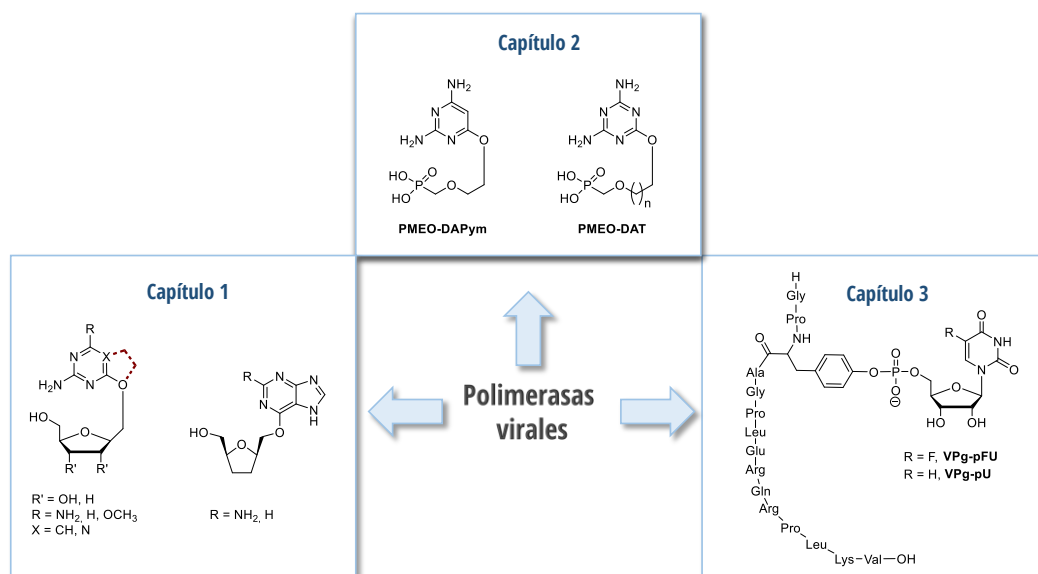 Capítulo 2
NH₂
N
N
H₂N
N
O
HO
O
P
HO
O
PMEO-DAPym
NH₂
N
N
H₂N
N
O
HO
O
P
HO
O
n
PMEO-DAT
Capítulo 1
R
N
X
H₂N
N
O
HO
O
R'
R'
R' = OH, H
R = NH₂, H, OCH₃
X = CH, N
R
N
N
N
N
H
O
HO
O
R = NH₂, H
Polimerasas
virales
Capítulo 3
H
Gly
Pro
NH
O
Ala
Gly
Pro
Leu
Glu
Arg
Gln
Arg
Pro
Leu
Lys
Val
OH
O
O
P
O
O
⊖
R
O
NH
N
O
O
HO
OH
R = F, VPg-pFU
R = H, VPg-pU